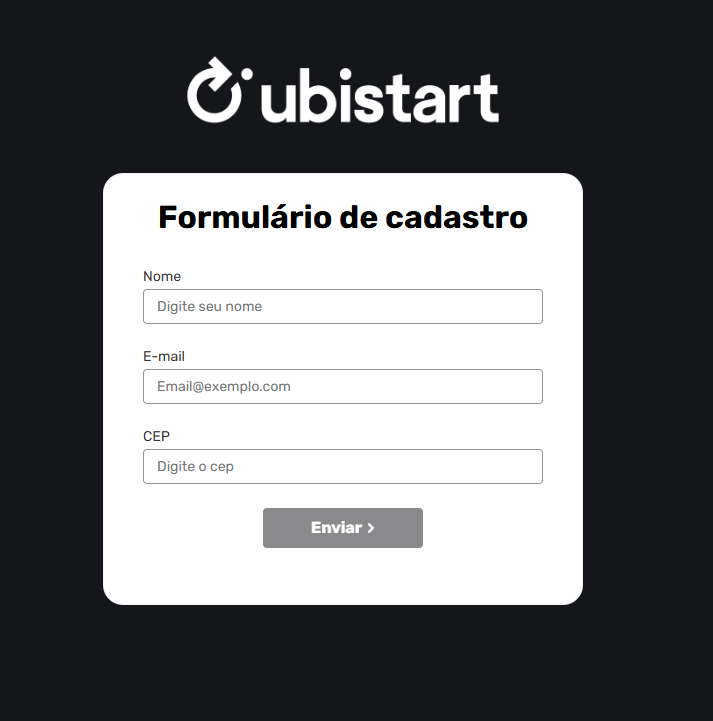 ubistart
Formulário de cadastro
Nome
Digite seu nome
E-mail
Email@exemplo.com
CEP
Digite o cep
Enviar